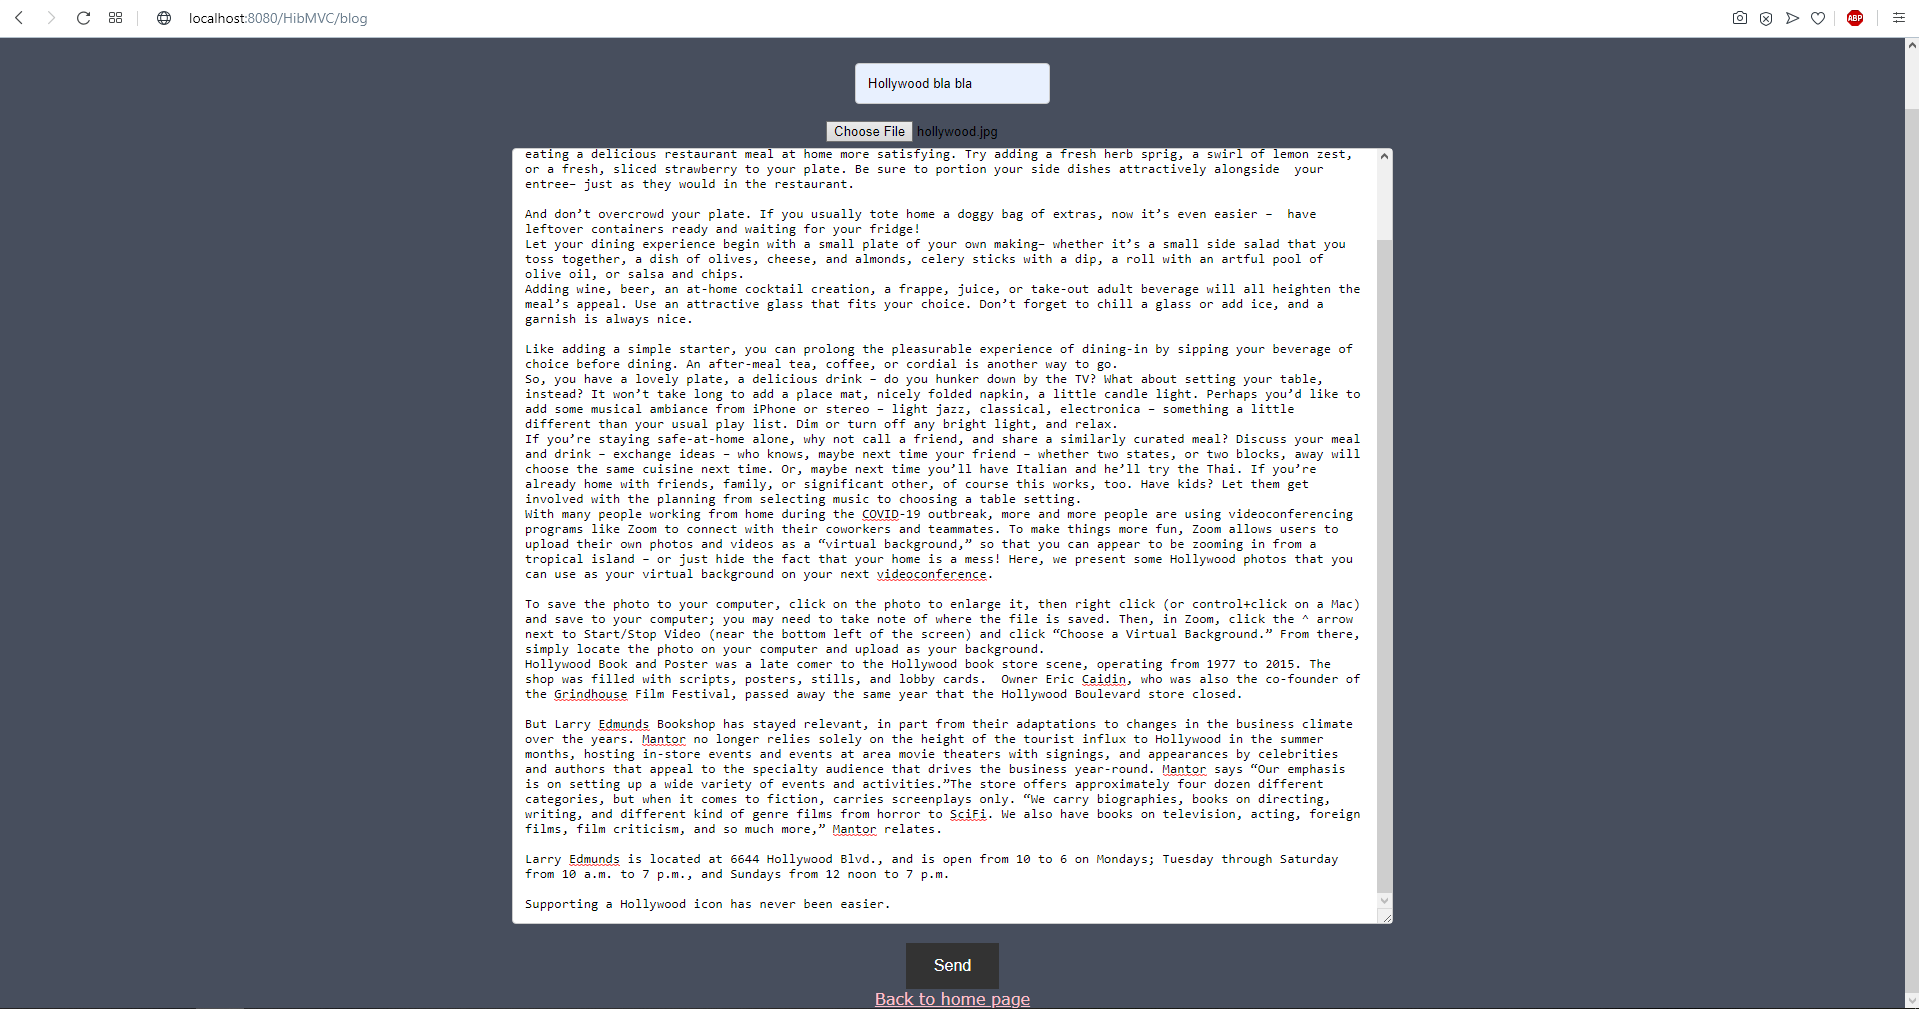 localhost:8080/HibMVC/blog
ABP
Hollywood bla bla
Choose File hollywood.jpg
eating a delicious restaurant meal at home more satisfying. Try adding a fresh herb sprig, a swirl of lemon zest,
or a fresh, sliced strawberry to your plate. Be sure to portion your side dishes attractively alongside  your
entree– just as they would in the restaurant.

And don’t overcrowd your plate. If you usually tote home a doggy bag of extras, now it’s even easier –  have
leftover containers ready and waiting for your fridge!
Let your dining experience begin with a small plate of your own making– whether it’s a small side salad that you
toss together, a dish of olives, cheese, and almonds, celery sticks with a dip, a roll with an artful pool of
olive oil, or salsa and chips.
Adding wine, beer, an at-home cocktail creation, a frappe, juice, or take-out adult beverage will all heighten the
meal’s appeal. Use an attractive glass that fits your choice. Don’t forget to chill a glass or add ice, and a
garnish is always nice.

Like adding a simple starter, you can prolong the pleasurable experience of dining-in by sipping your beverage of
choice before dining. An after-meal tea, coffee, or cordial is another way to go.
So, you have a lovely plate, a delicious drink – do you hunker down by the TV? What about setting your table,
instead? It won’t take long to add a place mat, nicely folded napkin, a little candle light. Perhaps you’d like to
add some musical ambiance from iPhone or stereo – light jazz, classical, electronica – something a little
different than your usual play list. Dim or turn off any bright light, and relax.
If you’re staying safe-at-home alone, why not call a friend, and share a similarly curated meal? Discuss your meal
and drink – exchange ideas – who knows, maybe next time your friend – whether two states, or two blocks, away will
choose the same cuisine next time. Or, maybe next time you’ll have Italian and he’ll try the Thai. If you’re
already home with friends, family, or significant other, of course this works, too. Have kids? Let them get
involved with the planning from selecting music to choosing a table setting.
With many people working from home during the COVID-19 outbreak, more and more people are using videoconferencing
programs like Zoom to connect with their coworkers and teammates. To make things more fun, Zoom allows users to
upload their own photos and videos as a “virtual background,” so that you can appear to be zooming in from a
tropical island – or just hide the fact that your home is a mess! Here, we present some Hollywood photos that you
can use as your virtual background on your next videoconference.

To save the photo to your computer, click on the photo to enlarge it, then right click (or control+click on a Mac)
and save to your computer; you may need to take note of where the file is saved. Then, in Zoom, click the ^ arrow
next to Start/Stop Video (near the bottom left of the screen) and click “Choose a Virtual Background.” From there,
simply locate the photo on your computer and upload as your background.
Hollywood Book and Poster was a late comer to the Hollywood book store scene, operating from 1977 to 2015. The
shop was filled with scripts, posters, stills, and lobby cards.  Owner Eric Caidin, who was also the co-founder of
the Grindhouse Film Festival, passed away the same year that the Hollywood Boulevard store closed.

But Larry Edmunds Bookshop has stayed relevant, in part from their adaptations to changes in the business climate
over the years. Mantor no longer relies solely on the height of the tourist influx to Hollywood in the summer
months, hosting in-store events and events at area movie theaters with signings, and appearances by celebrities
and authors that appeal to the specialty audience that drives the business year-round. Mantor says “Our emphasis
is on setting up a wide variety of events and activities.”The store offers approximately four dozen different
categories, but when it comes to fiction, carries screenplays only. “We carry biographies, books on directing,
writing, and different kind of genre films from horror to SciFi. We also have books on television, acting, foreign
films, film criticism, and so much more,” Mantor relates.

Larry Edmunds is located at 6644 Hollywood Blvd., and is open from 10 to 6 on Mondays; Tuesday through Saturday
from 10 a.m. to 7 p.m., and Sundays from 12 noon to 7 p.m.

Supporting a Hollywood icon has never been easier.
Send
Back to home page